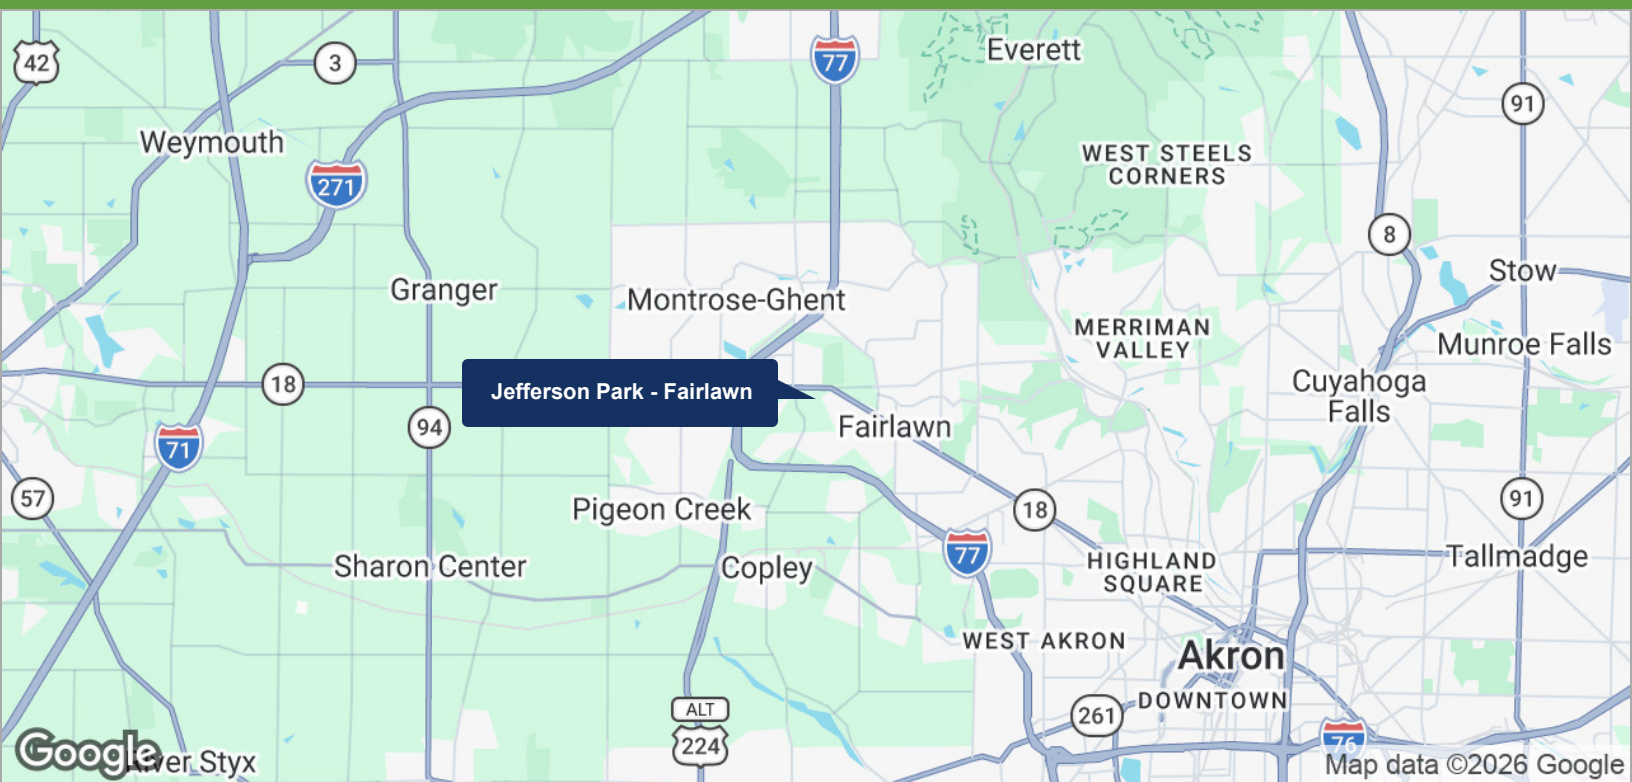 Everett
42
3
77
91
Weymouth
WEST STEELS
CORNERS
271
8
Stow
Granger
Montrose-Ghent
MERRIMAN
VALLEY
Munroe Falls
18
Jefferson Park - Fairlawn
Cuyahoga
Falls
94
Fairlawn
71
57
Pigeon Creek
18
91
77
Sharon Center
Copley
HIGHLAND
SQUARE
Tallmadge
WEST AKRON
Akron
DOWNTOWN
ALT
224
261
76
Google
River Styx
Map data ©2026 Google